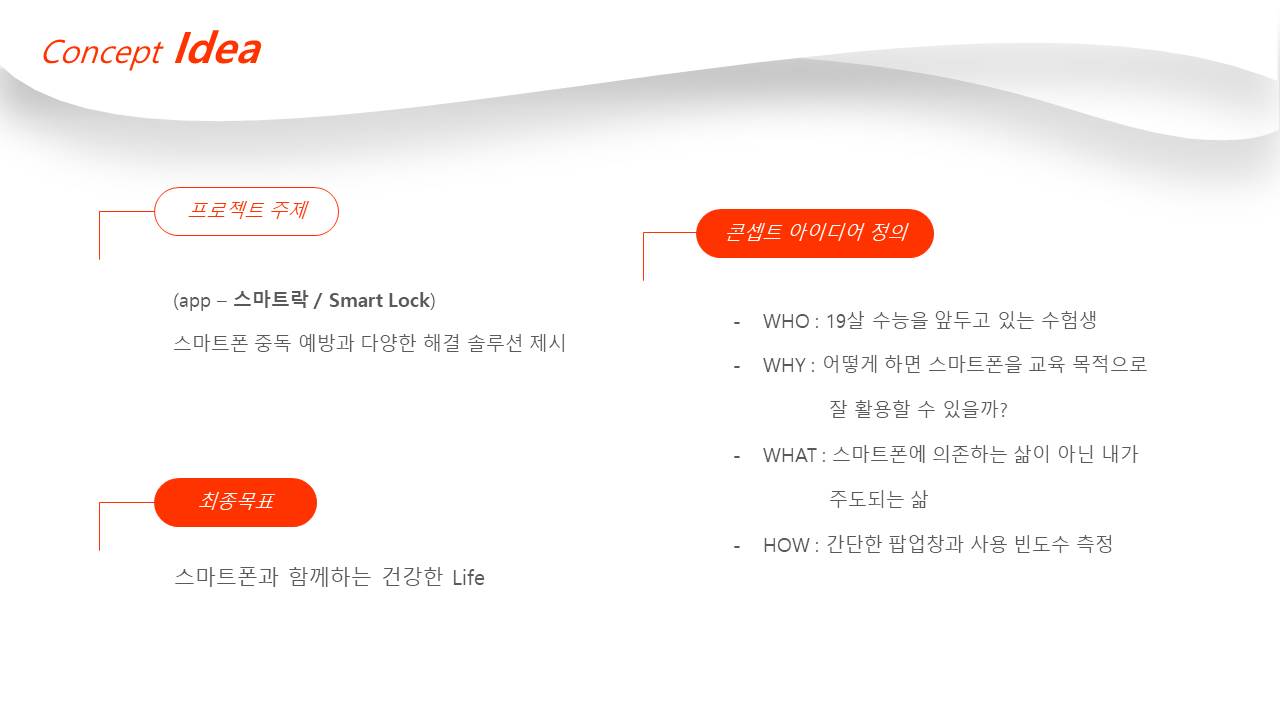 Concept Idea
프로젝트 주제
(app – 스마트락 / Smart Lock)
스마트폰 중독 예방과 다양한 해결 솔루션 제시
최종목표
스마트폰과 함께하는 건강한 Life
콘셉트 아이디어 정의
- WHO : 19살 수능을 앞두고 있는 수험생
- WHY : 어떻게 하면 스마트폰을 교육 목적으로
잘 활용할 수 있을까?
- WHAT : 스마트폰에 의존하는 삶이 아닌 내가
주도되는 삶
- HOW : 간단한 팝업창과 사용 빈도수 측정